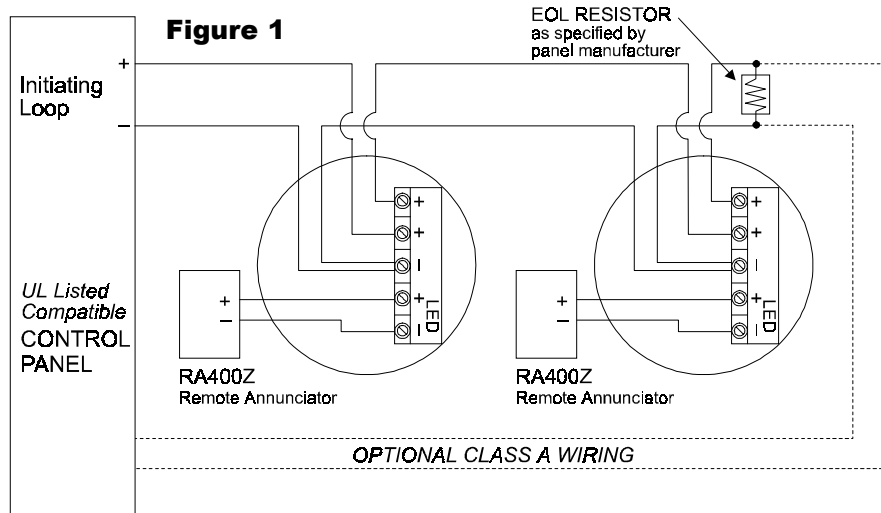 Figure 1
EOL RESISTOR
as specified by
panel manufacturer
+
Initiating
Loop
−
+
+
−
+
−
LED
+
+
−
+
−
LED
+
−
+
−
UL Listed
Compatible
CONTROL
PANEL
RA400Z
Remote Annunciator
RA400Z
Remote Annunciator
OPTIONAL CLASS A WIRING